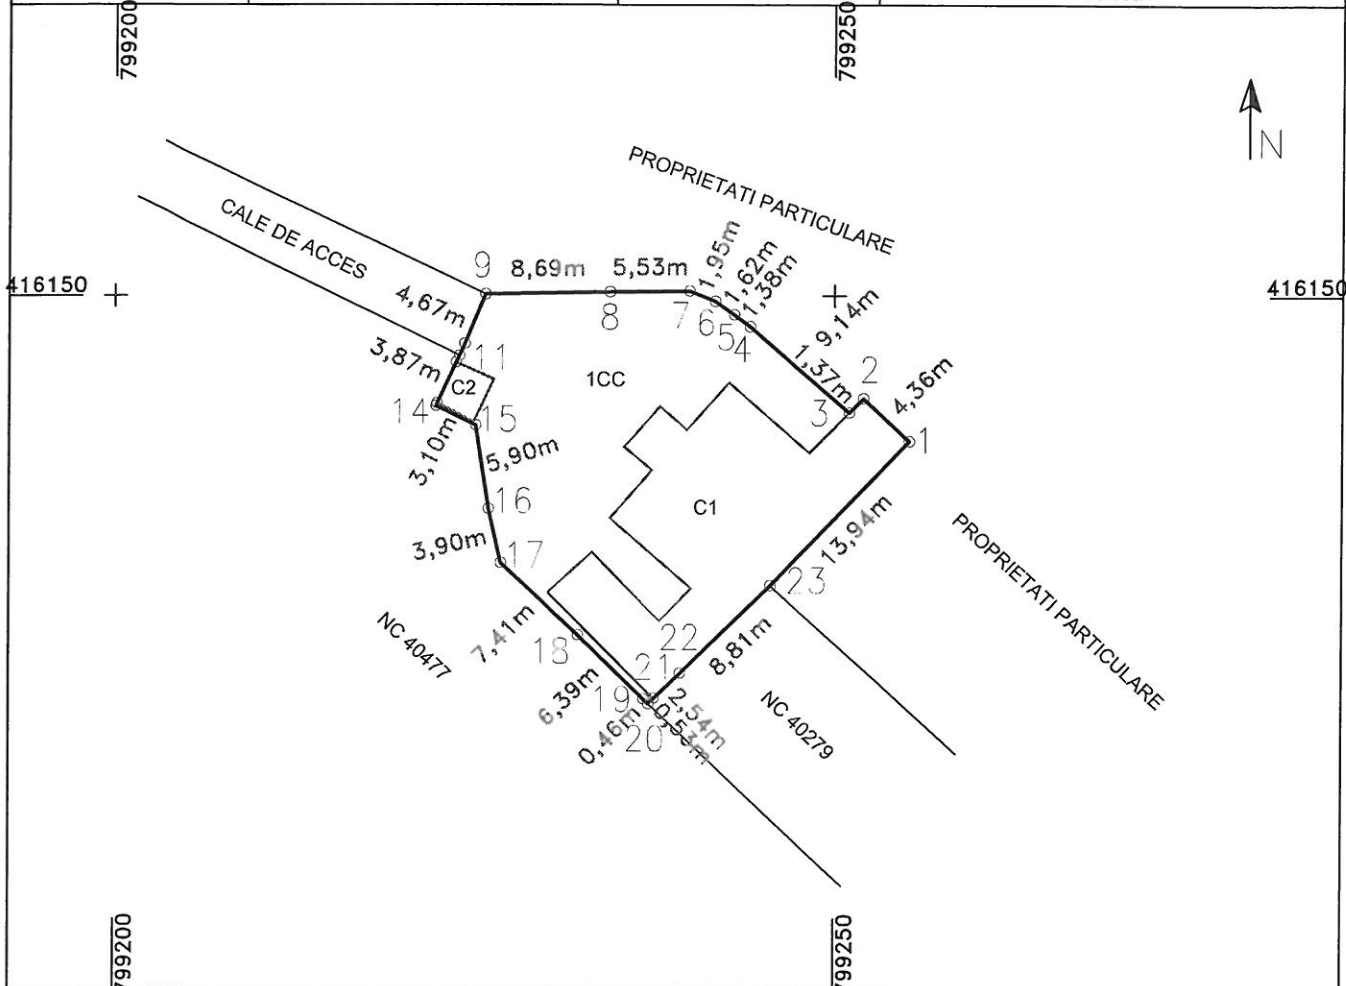 799200
799250
N
PROPRIETATI PARTICULARE
CALE DE ACCES
416150
416150
9
8,69m
5,53m
1,95m
1,62m
1,38m
4,67m
8
7
6
5
4
9,14m
3,87m
11
C2
1CC
1,37m
2
4,36m
14
15
3
1
3,10m
5,90m
16
C1
13,94m
PROPRIETATI PARTICULARE
3,90m
17
23
NC 40477
7,41m
18
22
21
8,81m
6,39m
19
2,54m
NC 40279
0,46m
20
0,53m
799200
799250